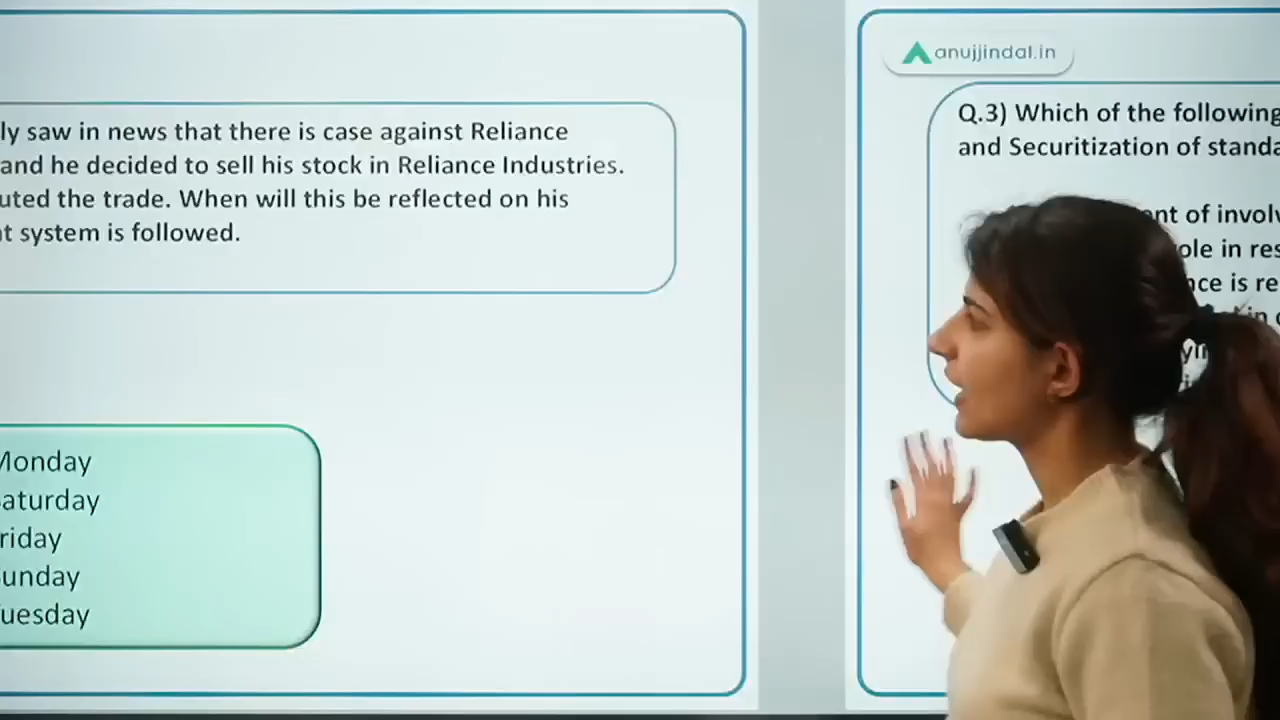 ly saw in news that there is case against Reliance
and he decided to sell his stock in Reliance Industries.
uted the trade. When will this be reflected on his
t system is followed.
Monday
aturday
riday
unday
uesday
anujjindal.in
Q.3) Which of the following
and Securitization of standa
nt of involv
ole in res
nce is re
in